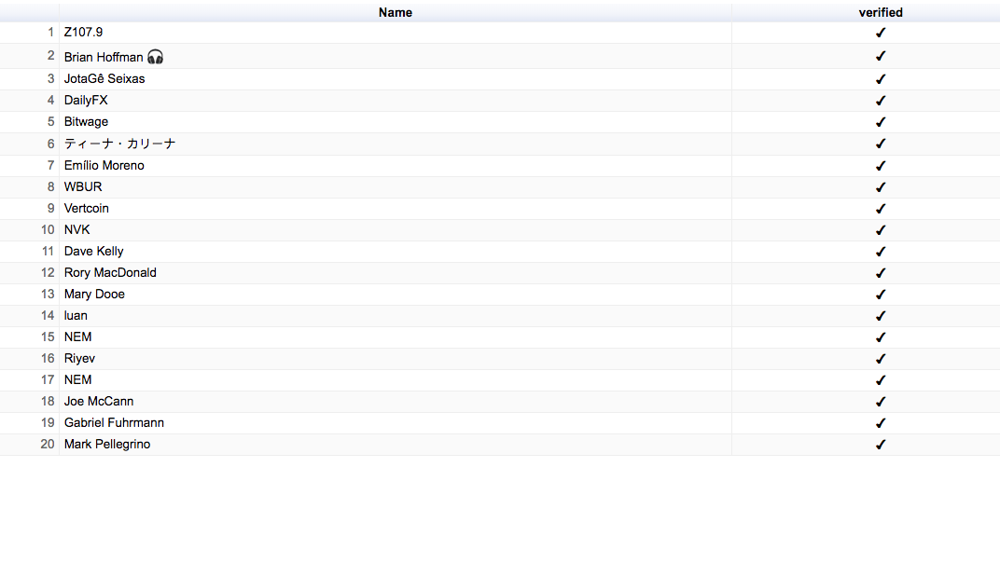 Name verified
1 Z107.9 ✔
2 Brian Hoffman 🎧 ✔
3 JotaGê Seixas ✔
4 DailyFX ✔
5 Bitwage ✔
6 ティーナ・カリーナ ✔
7 Emílio Moreno ✔
8 WBUR ✔
9 Vertcoin ✔
10 NVK ✔
11 Dave Kelly ✔
12 Rory MacDonald ✔
13 Mary Dooe ✔
14 luan ✔
15 NEM ✔
16 Riyev ✔
17 NEM ✔
18 Joe McCann ✔
19 Gabriel Fuhrmann ✔
20 Mark Pellegrino ✔